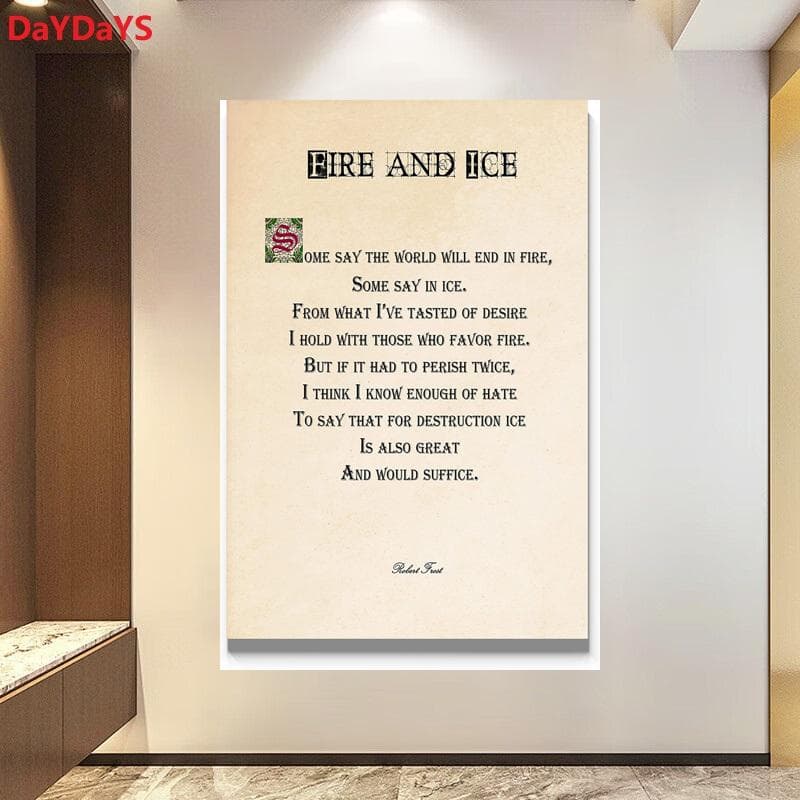 DaYDaYS
Fire and Ice
Some say the world will end in fire,
Some say in ice.
From what I've tasted of desire
I hold with those who favor fire.
But if it had to perish twice,
I think I know enough of hate
To say that for destruction ice
Is also great
And would suffice.
Robert Frost